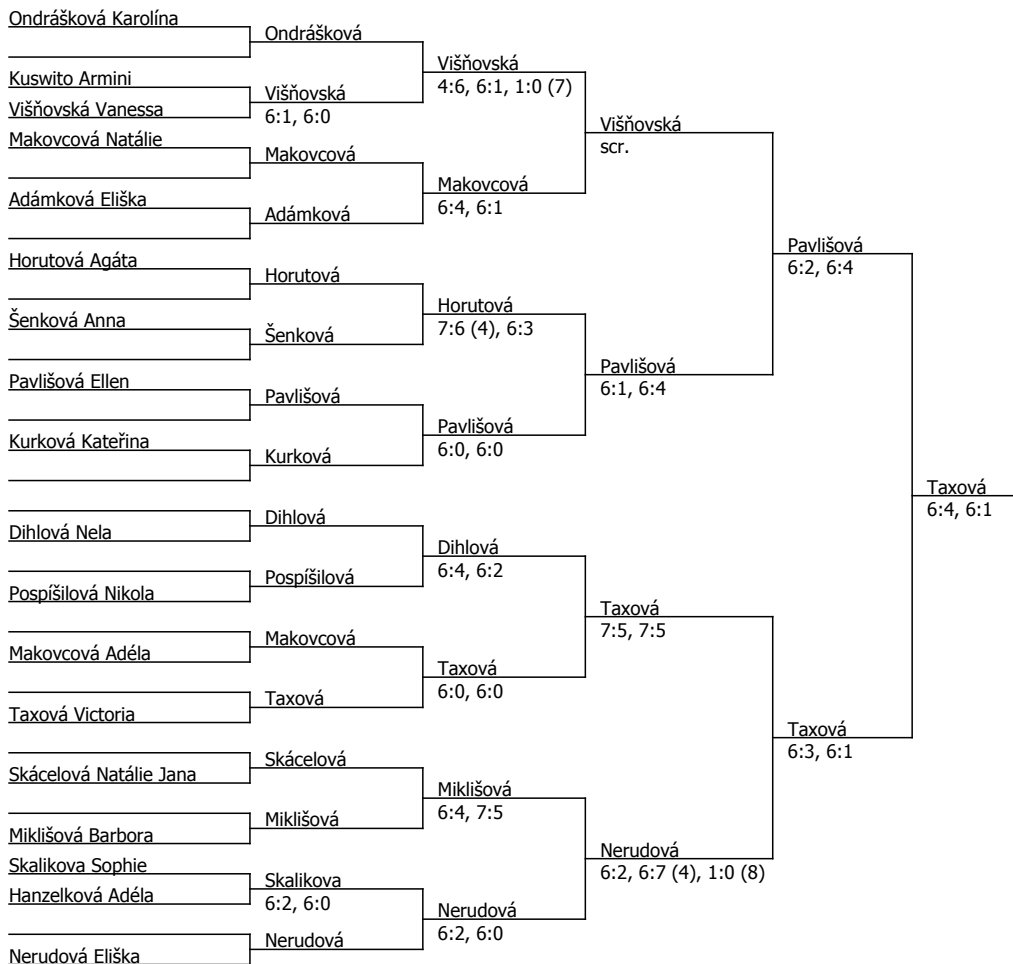 Ondrášková Karolína
Kuswito Armini
Višňovská Vanessa
Makovcová Natálie
Adámková Eliška
Horutová Agáta
Šenková Anna
Pavlišová Ellen
Kurková Kateřina
Dihlová Nela
Pospíšilová Nikola
Makovcová Adéla
Taxová Victoria
Skácelová Natálie Jana
Miklišová Barbora
Skalikova Sophie
Hanzelková Adéla
Nerudová Eliška
Ondrášková
Višňovská
6:1, 6:0
Makovcová
Adámková
Horutová
Šenková
Pavlišová
Kurková
Dihlová
Pospíšilová
Makovcová
Taxová
Skácelová
Miklišová
Skalikova
6:2, 6:0
Nerudová
Višňovská
4:6, 6:1, 1:0 (7)
Makovcová
6:4, 6:1
Horutová
7:6 (4), 6:3
Pavlišová
6:0, 6:0
Dihlová
6:4, 6:2
Taxová
6:0, 6:0
Miklišová
6:4, 7:5
Nerudová
6:2, 6:0
Višňovská
scr.
Pavlišová
6:1, 6:4
Taxová
7:5, 7:5
Nerudová
6:2, 6:7 (4), 1:0 (8)
Pavlišová
6:2, 6:4
Taxová
6:3, 6:1
Taxová
6:4, 6:1